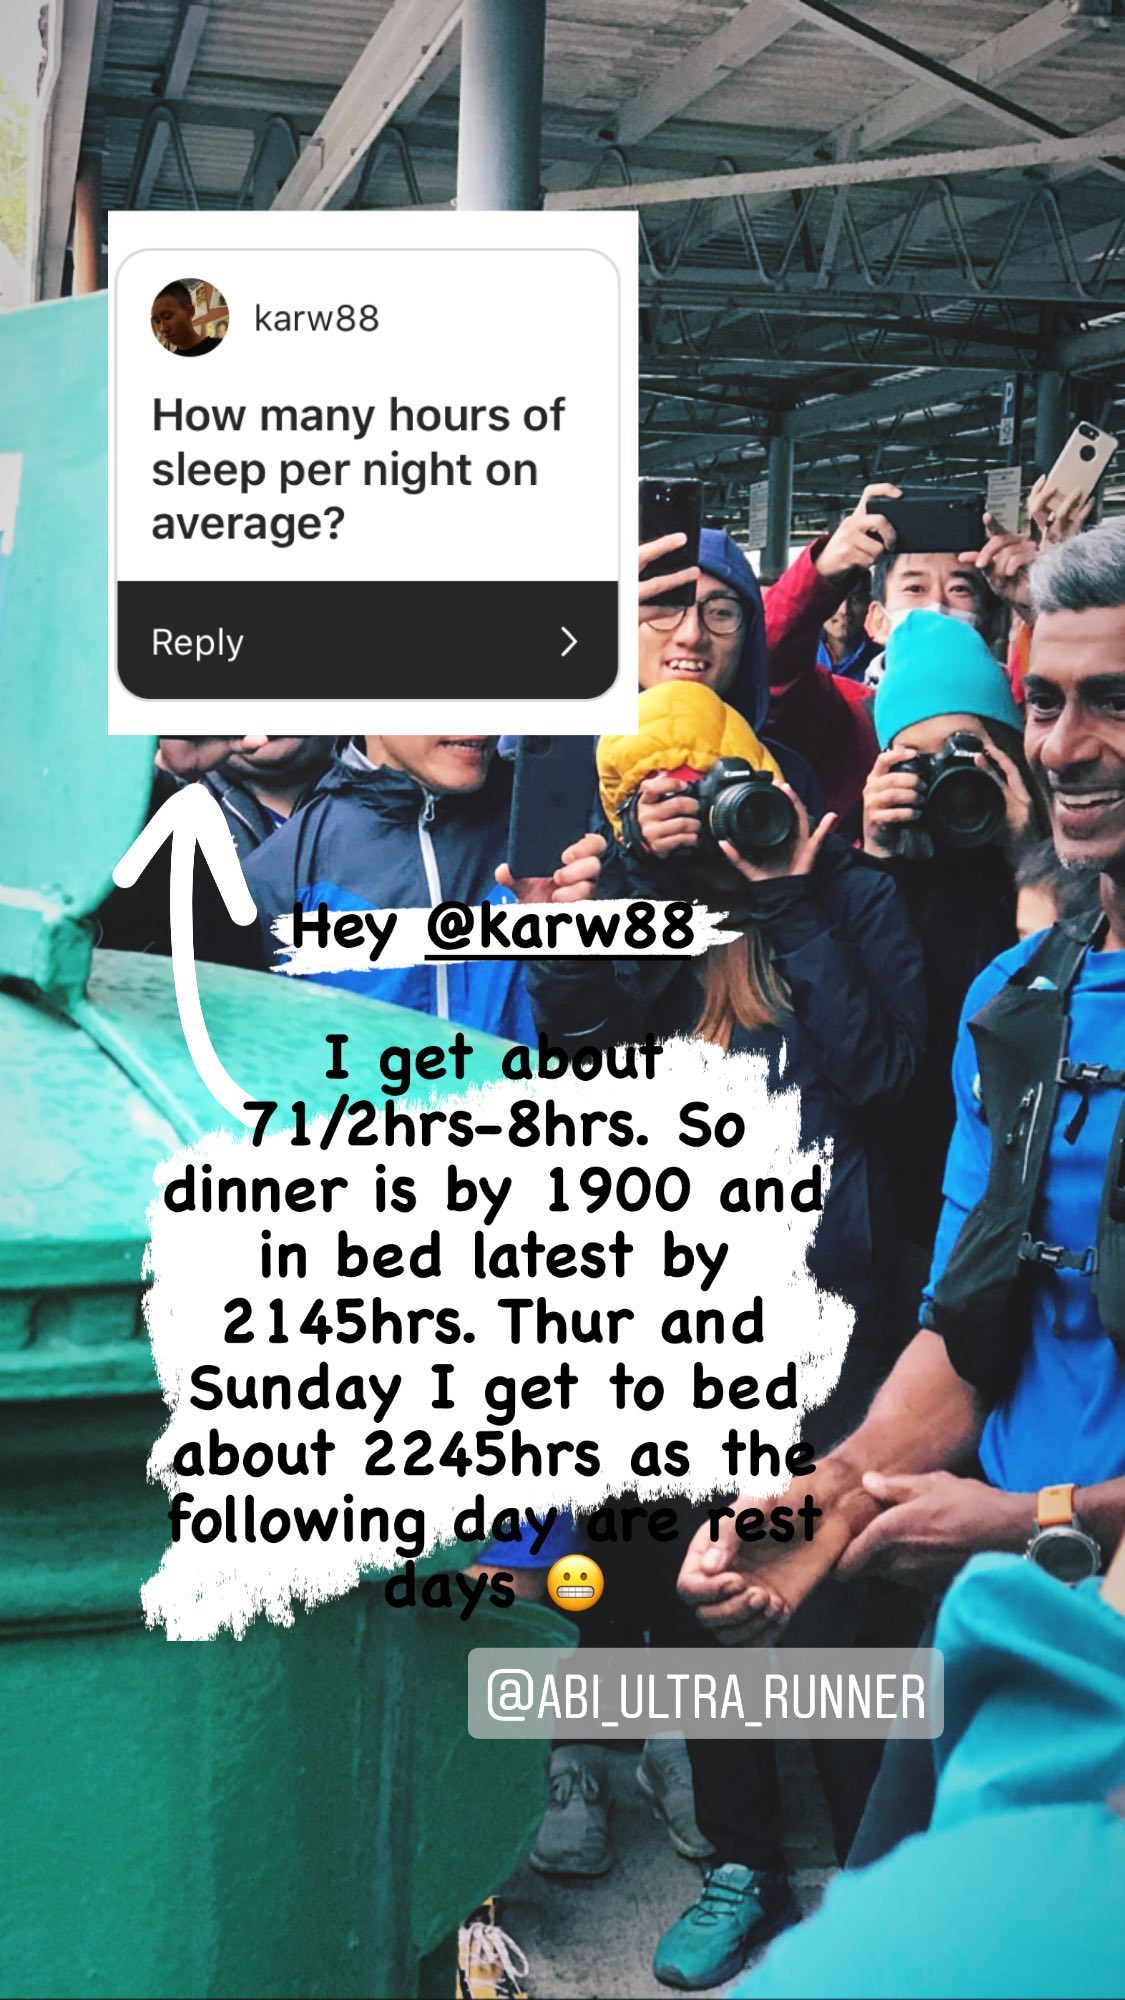 karw88
How many hours of
sleep per night on
average?
Reply
P
Canon
Nikon
Hey @karw88
I get about
71/2hrs-8hrs. So
dinner is by 1900 and
in bed latest by
2145hrs. Thur and
Sunday I get to bed
about 2245hrs as the
following day are rest
days 😬
@ABI_ULTRA_RUNNER